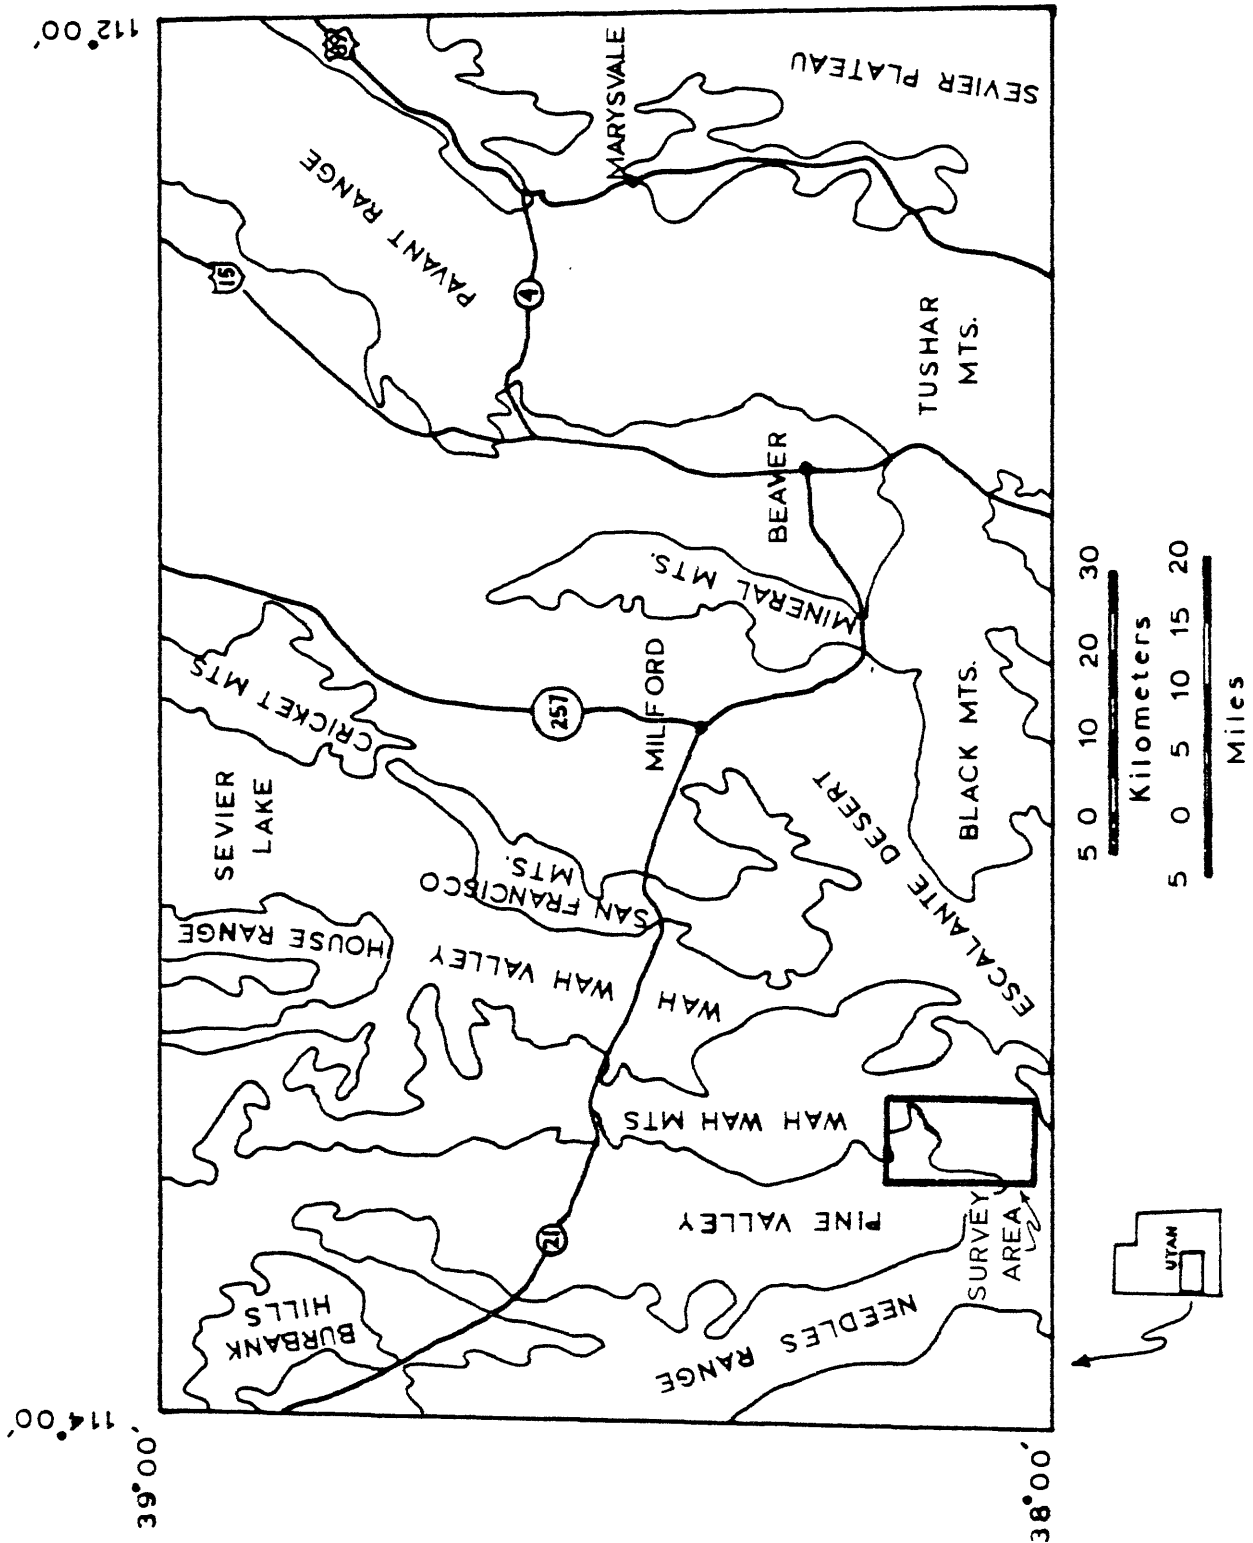 112°00'
114°00'
39°00'
38°00'
89
15
4
257
21
PAVANT RANGE
MARYSVALE
SEVIER PLATEAU
TUSHAR
MTS.
BEAVER
MINERAL MTS.
MILFORD
CRICKET MTS
SEVIER
LAKE
SAN FRANCISCO
MTS.
HOUSE RANGE
WAH WAH VALLEY
ESCALANTE DESERT
BLACK MTS.
WAH WAH MTS
PINE VALLEY
BURBANK
HILLS
NEEDLES RANGE
SURVEY
AREA
5 0 10 20 30
Kilometers
5 0 5 10 15 20
Miles
UTAH